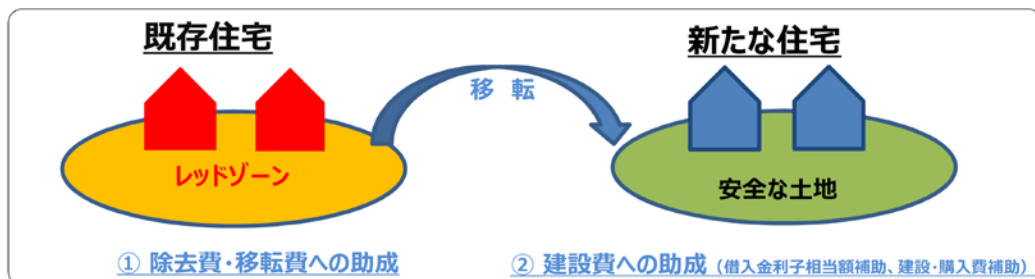 既存住宅
新たな住宅
移 転
レッドゾーン
安全な土地
① 除去費・移転費への助成
② 建設費への助成（借入金利子相当額補助、建設・購入費補助）